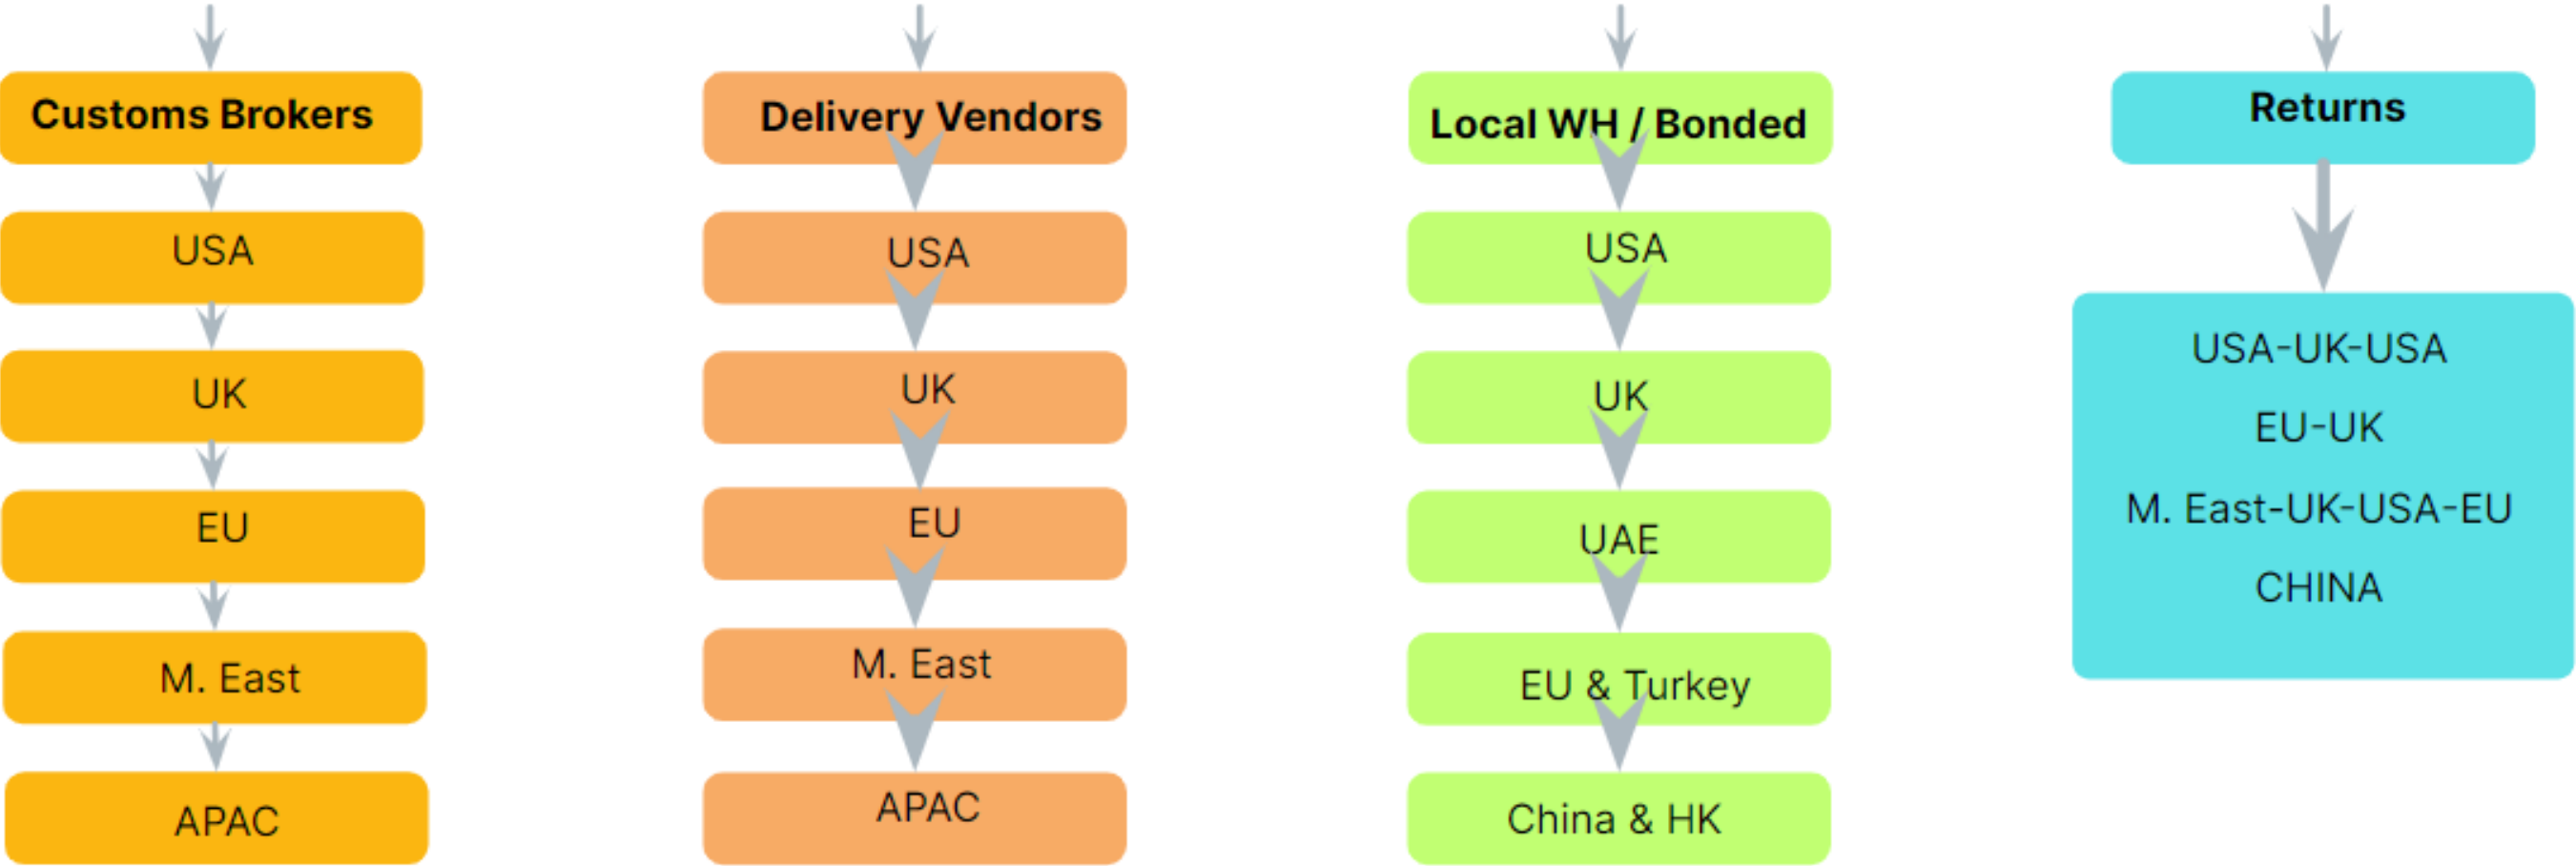 Customs Brokers
USA
UK
EU
M. East
APAC
Delivery Vendors
USA
UK
EU
M. East
APAC
Local WH / Bonded
USA
UK
UAE
EU & Turkey
China & HK
Returns
USA-UK-USA
EU-UK
M. East-UK-USA-EU
CHINA